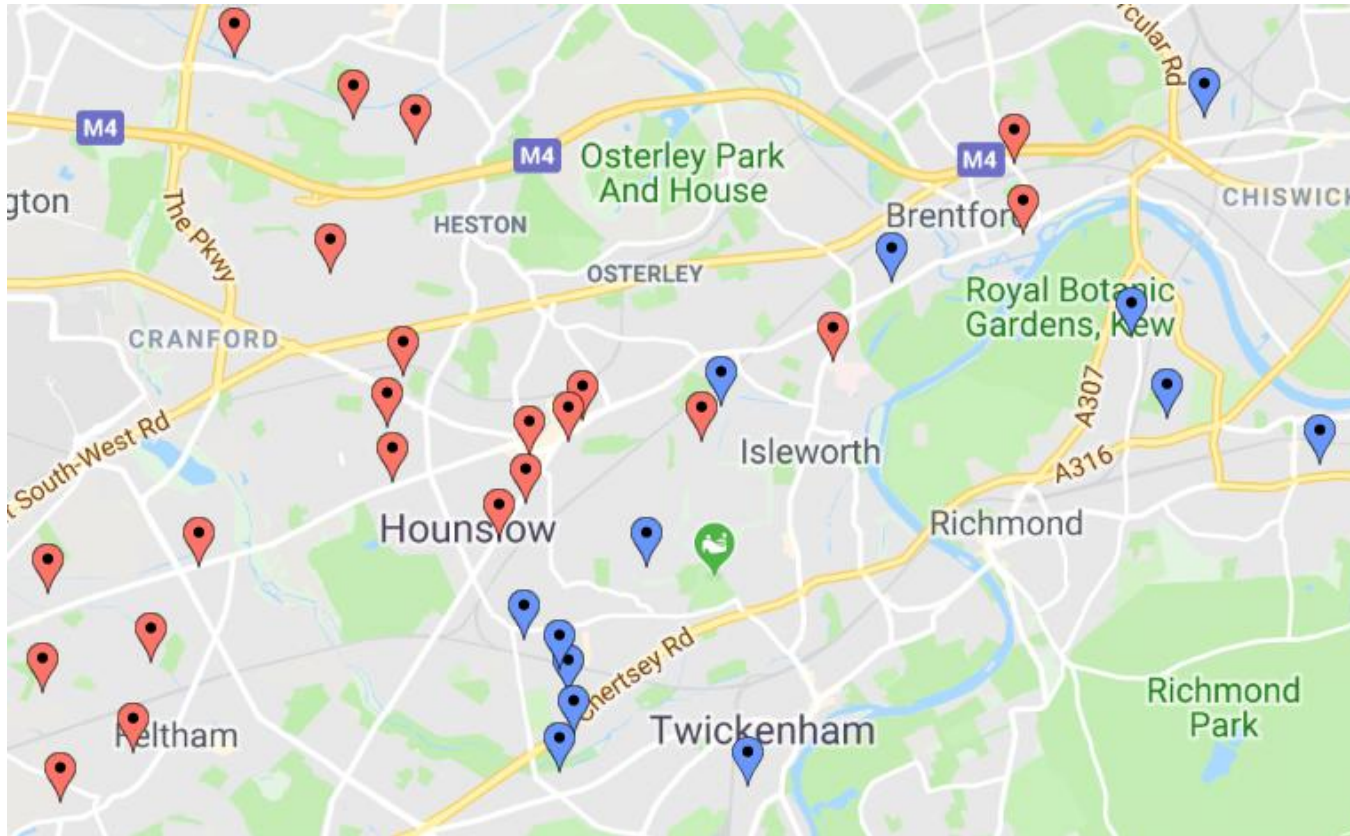 rcular Rd
M4
M4
Osterley Park
And House
M4
gton
The Pkwy
HESTON
Brentford
CHISWICK
OSTERLEY
Royal Botanic
Gardens, Kew
CRANFORD
A307
t South-West Rd
Isleworth
A316
Hounslow
Richmond
Chertsey Rd
Richmond
Park
Feltham
Twickenham